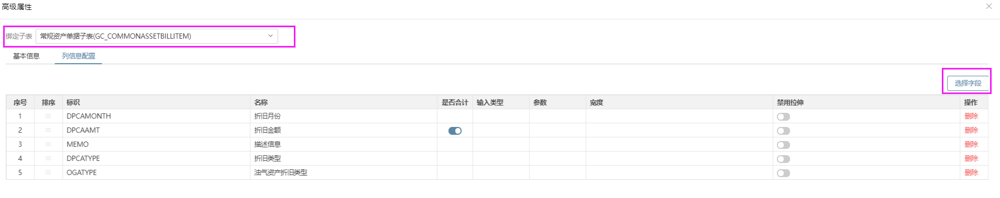 高级属性
绑定子表 常规资产单据子表(GC_COMMONASSETBILLITEM)
基本信息 列信息配置
选择字段
序号 排序 标识 名称 是否合计 输入类型 参数 宽度 禁用拉伸 操作
1 DPCAMONTH 折旧月份 删除
2 DPCAAMT 折旧金额 删除
3 MEMO 描述信息 删除
4 DPCATYPE 折旧类型 删除
5 OGATYPE 油气资产折旧类型 删除